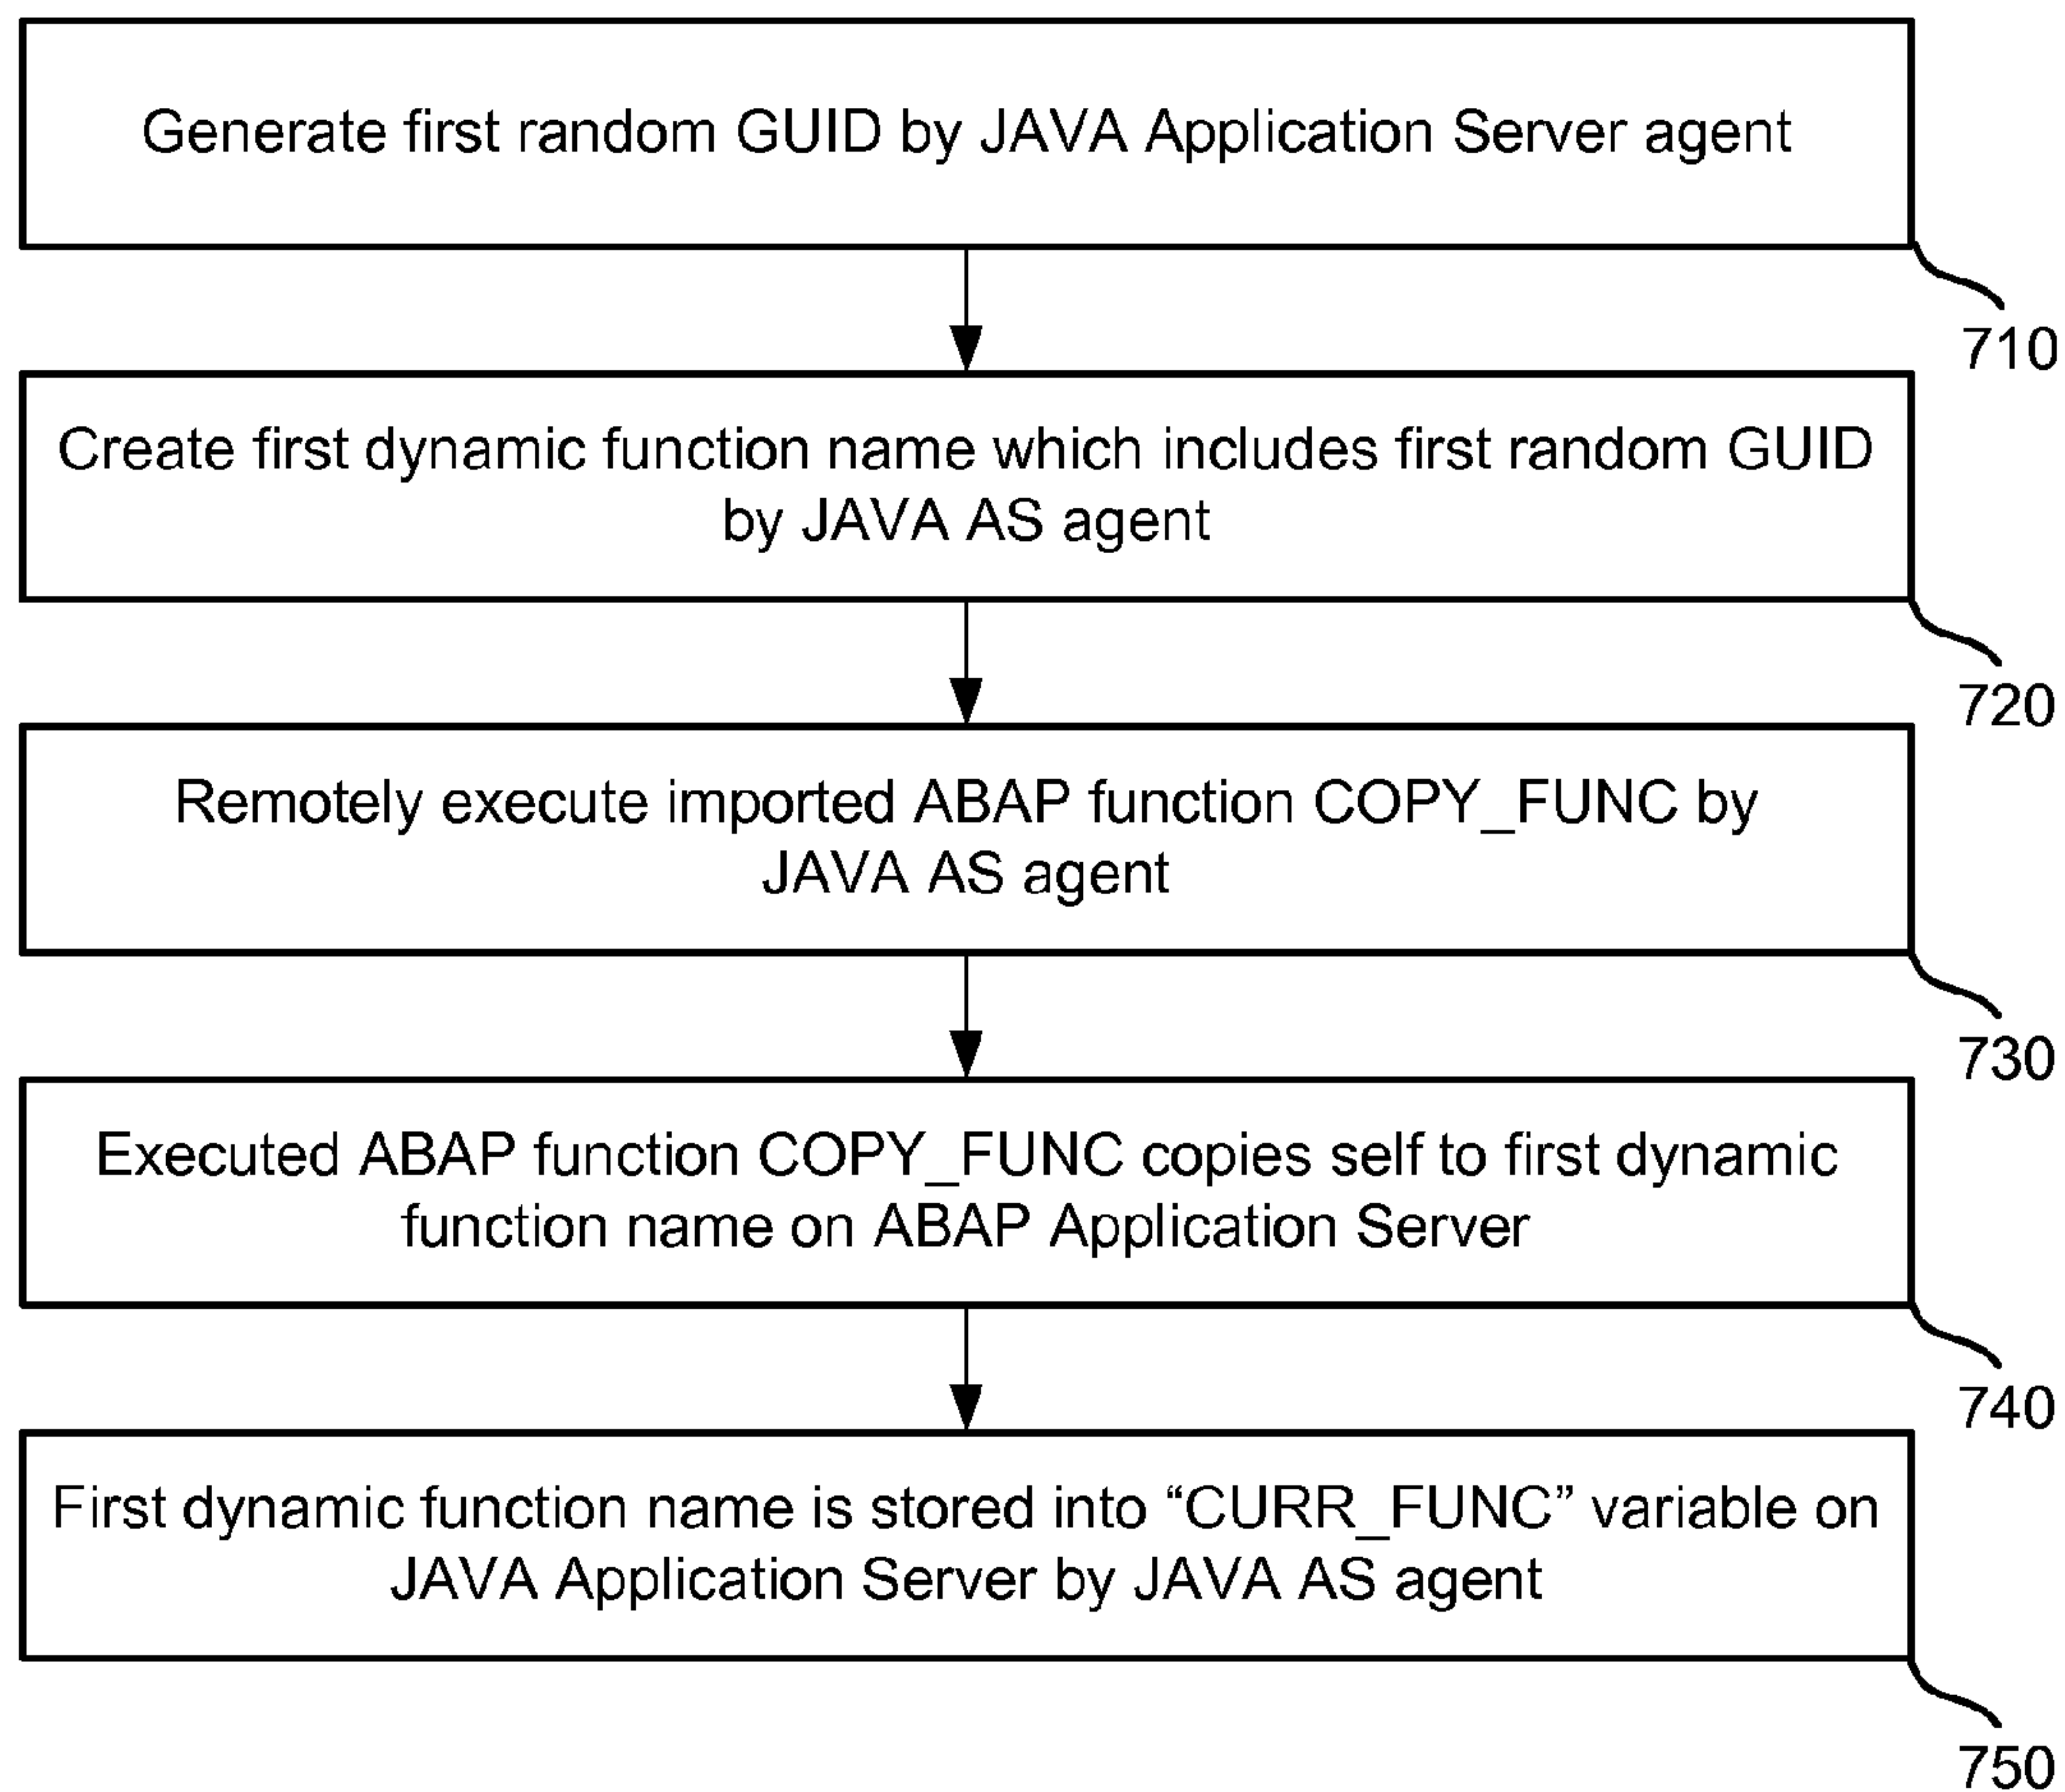 Generate first random GUID by JAVA Application Server agent
710
Create first dynamic function name which includes first random GUID
by JAVA AS agent
720
Remotely execute imported ABAP function COPY_FUNC by
JAVA AS agent
730
Executed ABAP function COPY_FUNC copies self to first dynamic
function name on ABAP Application Server
740
First dynamic function name is stored into “CURR_FUNC” variable on
JAVA Application Server by JAVA AS agent
750